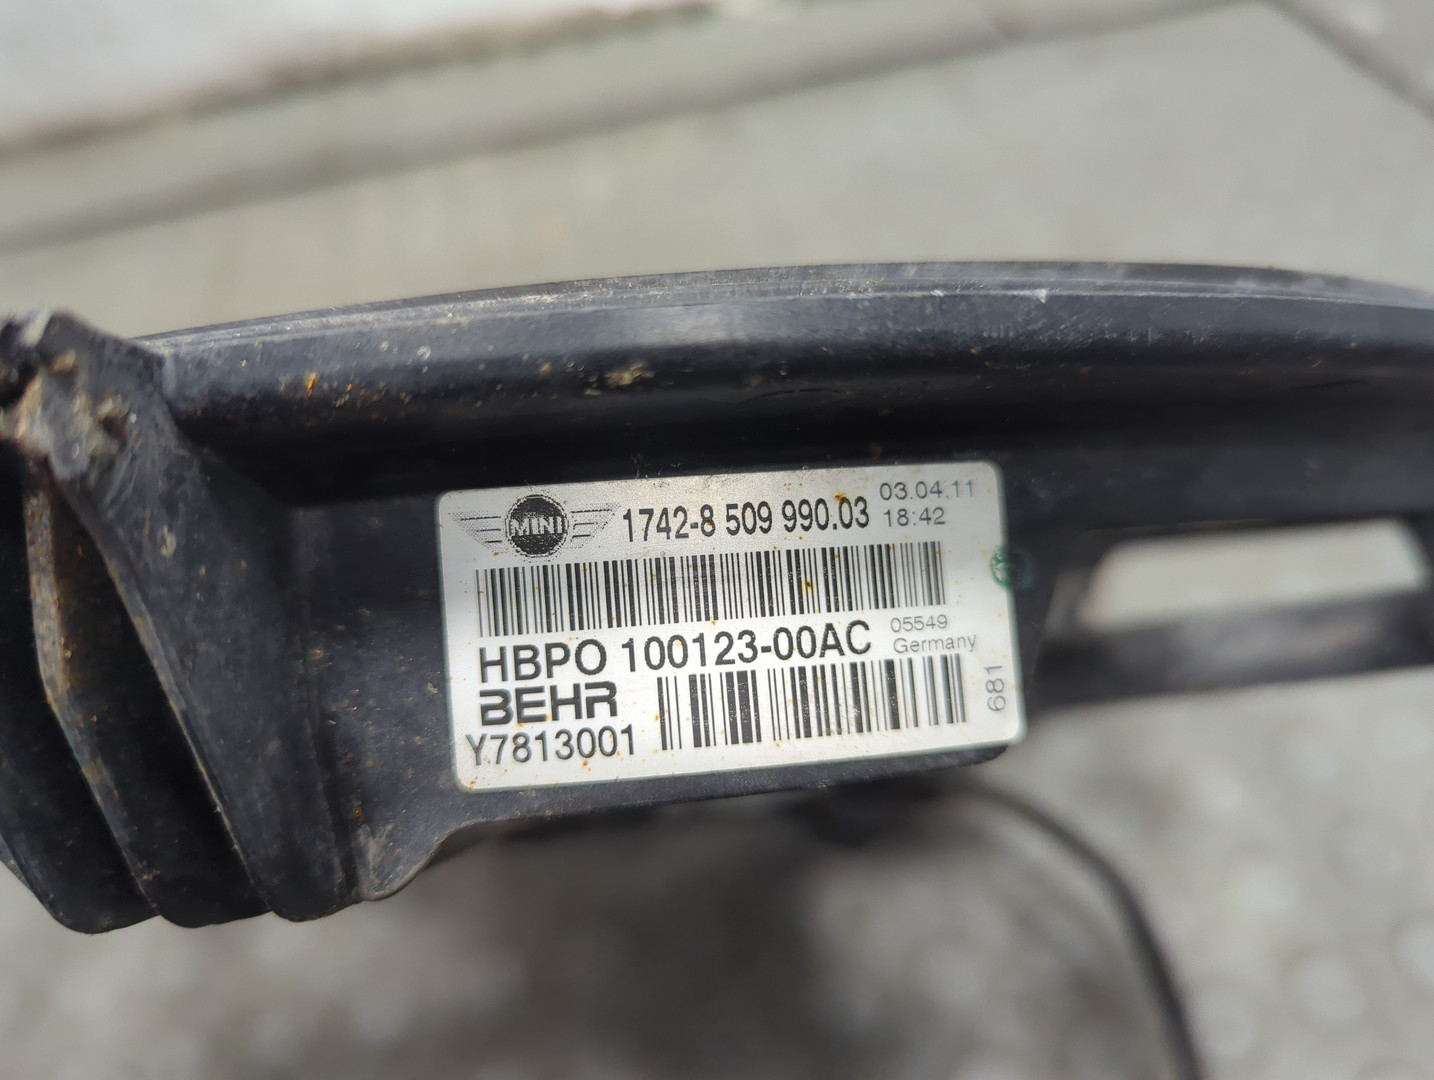 MINI 1742-8 509 990.03 03.04.11
18:42
HBPO 100123-00AC 05549
Germany
BEHR
Y7813001
681